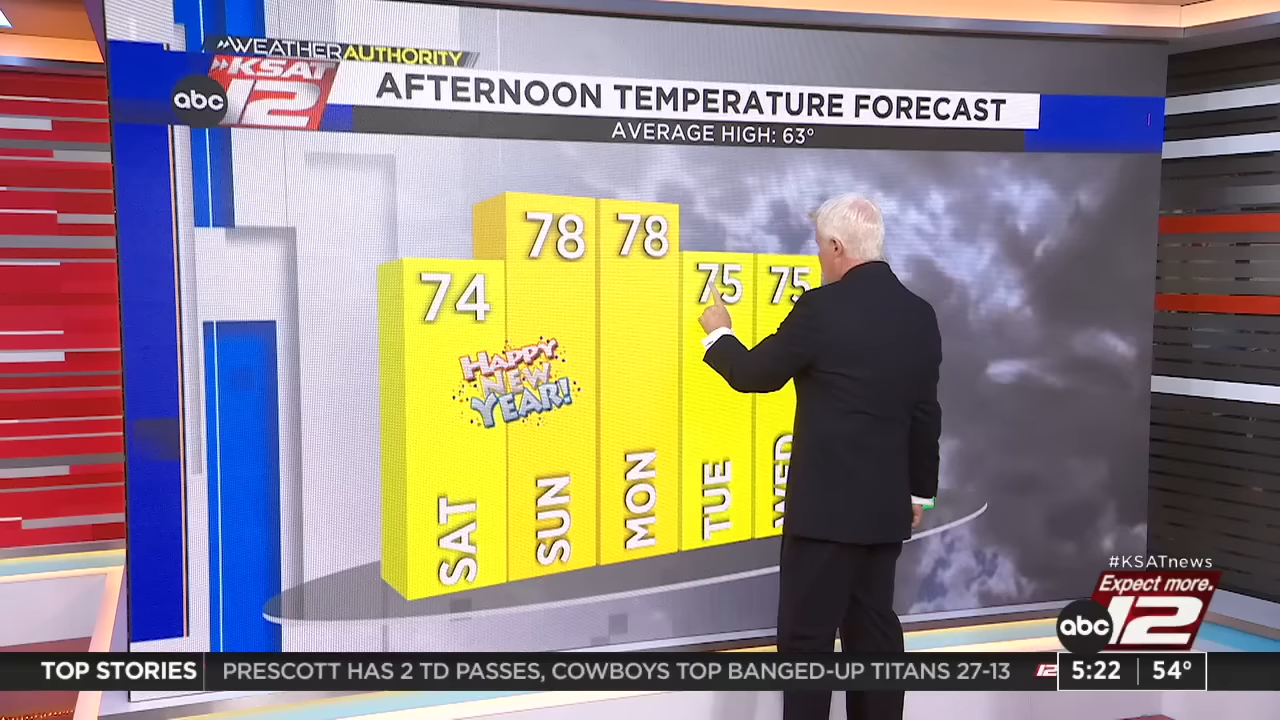 »WEATHERAUTHORITY
»KSAT
abc
12
AFTERNOON TEMPERATURE FORECAST
AVERAGE HIGH: 63°
78
78
74
75
75
HAPPY
NEW
YEAR!
SAT
SUN
MON
TUE
WED
#KSATnews
Expect more.
abc
12
TOP STORIES
PRESCOTT HAS 2 TD PASSES, COWBOYS TOP BANGED-UP TITANS 27-13
12
5:22
54°